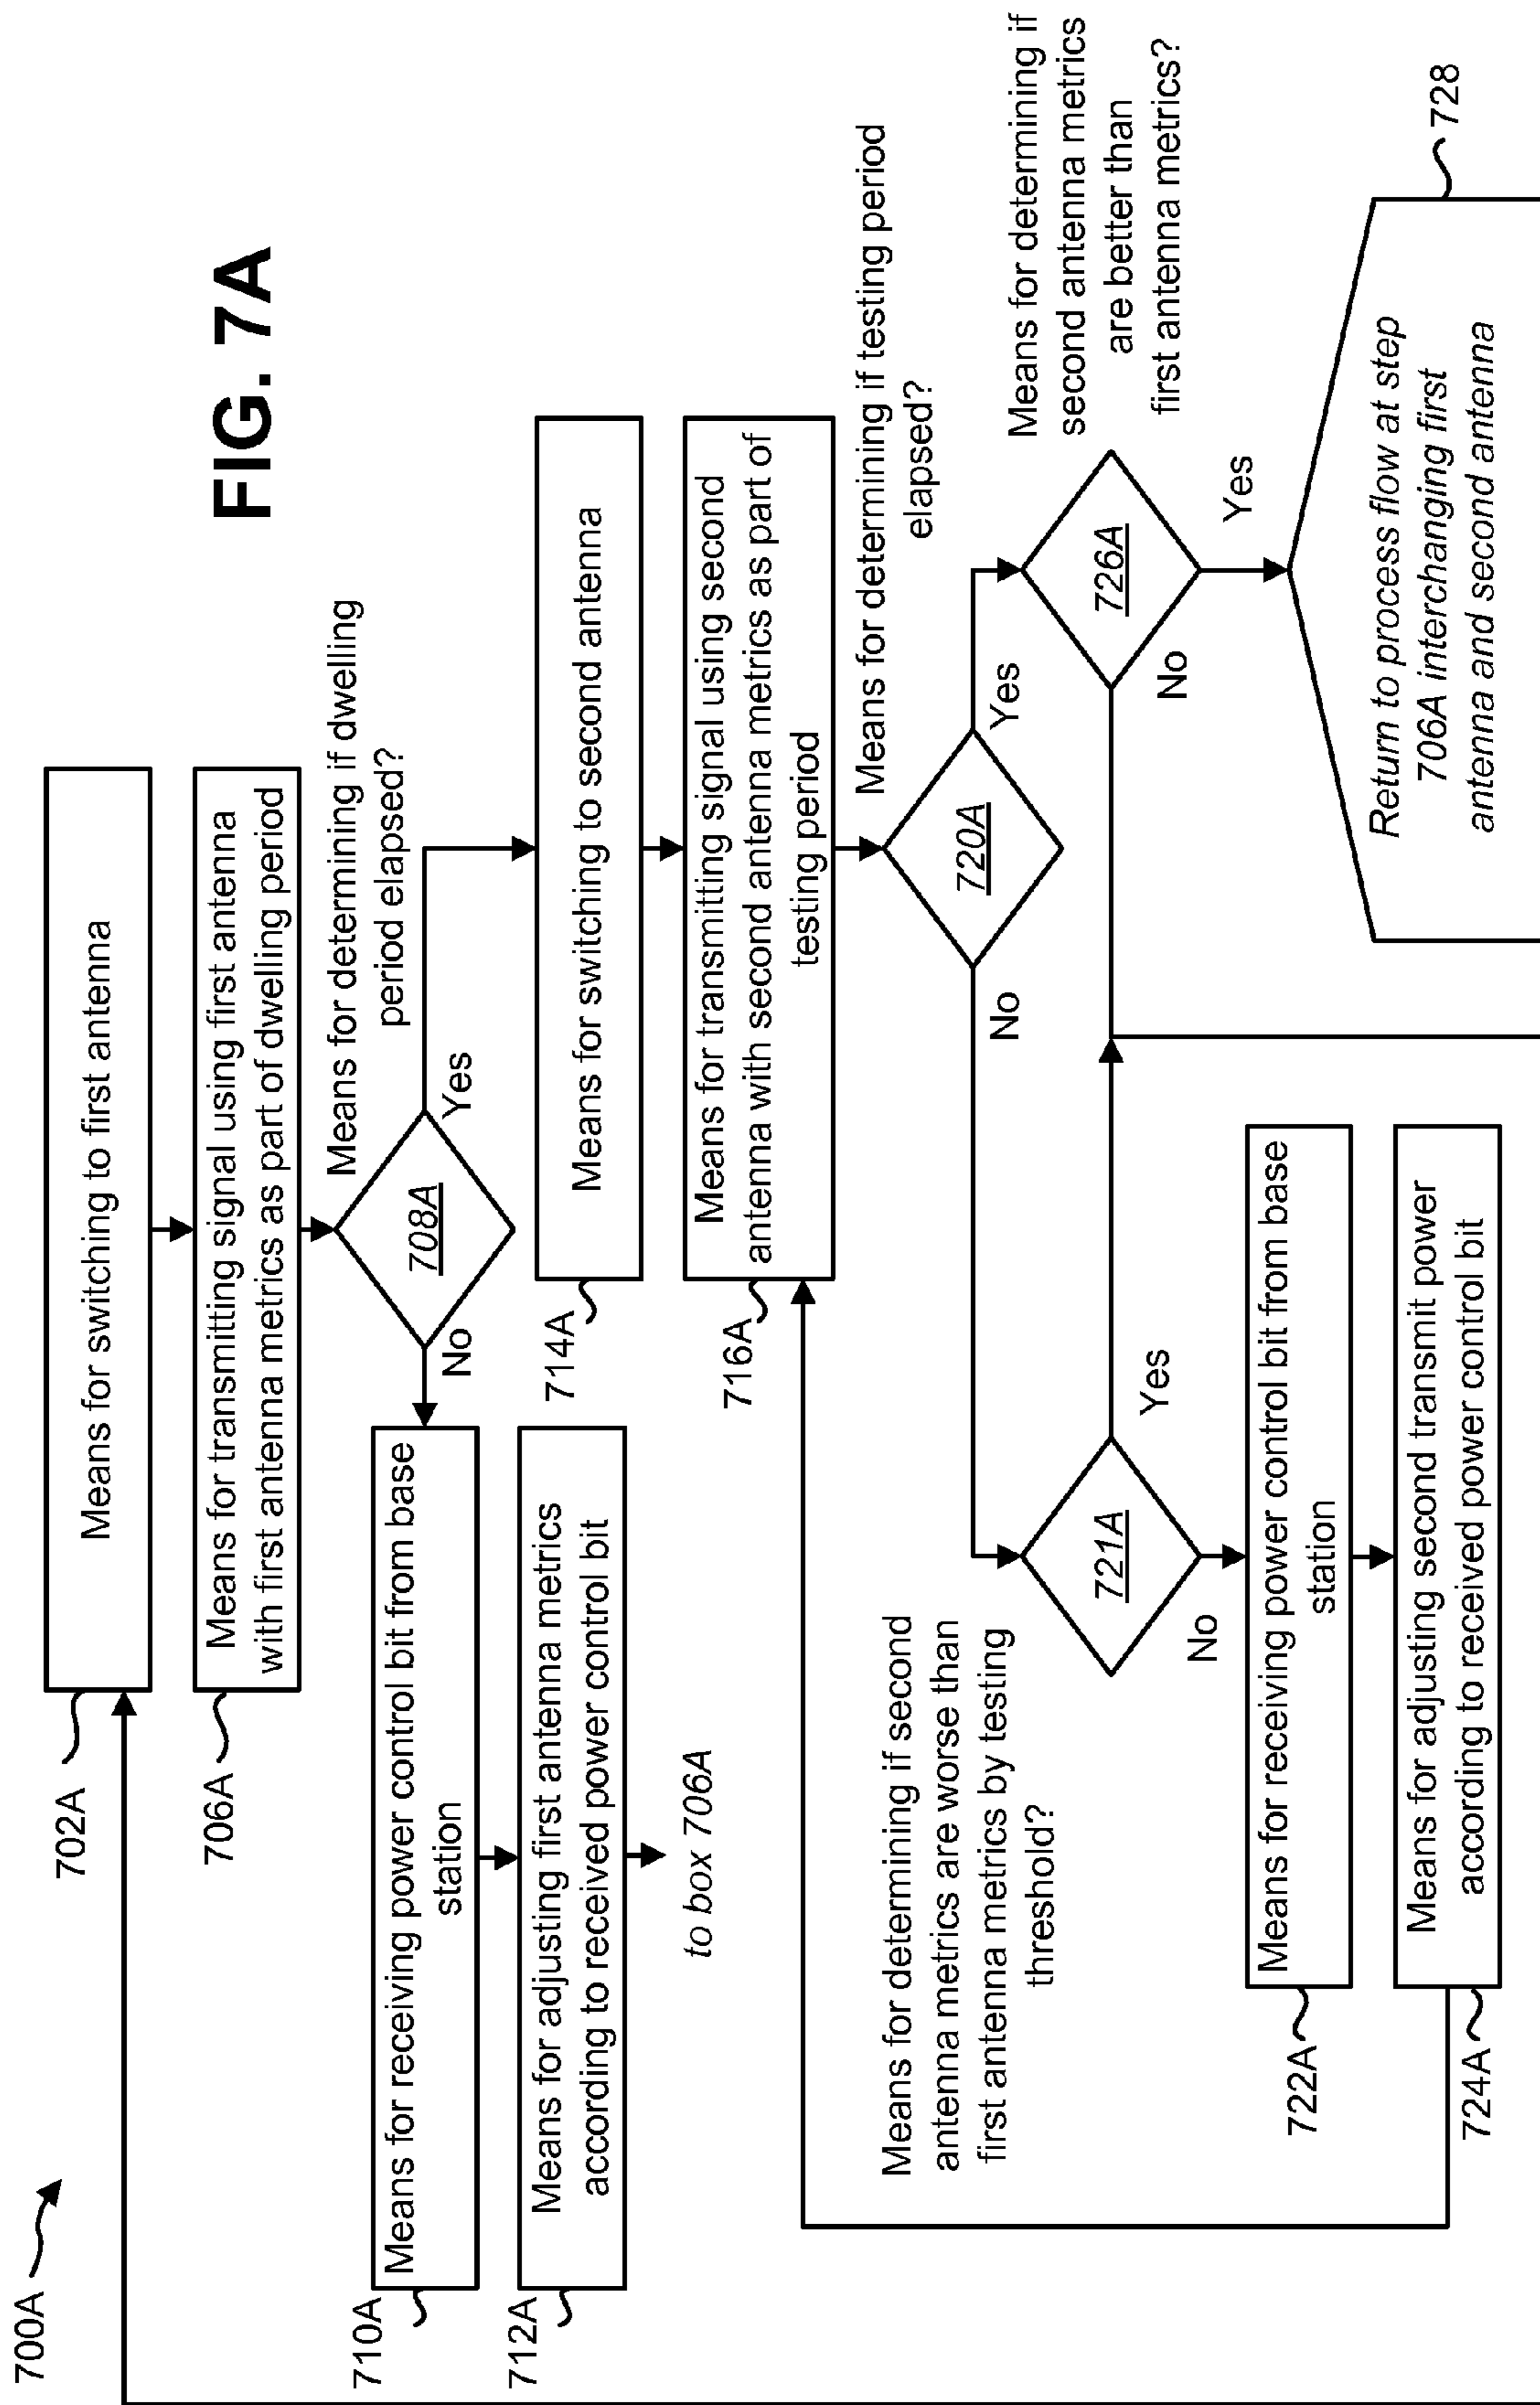 700A
FIG. 7A
702A
Means for switching to first antenna
706A
Means for transmitting signal using first antenna
with first antenna metrics as part of dwelling period
Means for determining if dwelling
period elapsed?
708A
No
Yes
710A
Means for receiving power control bit from base
station
712A
Means for adjusting first antenna metrics
according to received power control bit
to box 706A
714A
Means for switching to second antenna
716A
Means for transmitting signal using second
antenna with second antenna metrics as part of
testing period
Means for determining if testing period
elapsed?
720A
No
Yes
Means for determining if second
antenna metrics are worse than
first antenna metrics by testing
threshold?
721A
Yes
No
722A
Means for receiving power control bit from base
station
724A
Means for adjusting second transmit power
according to received power control bit
Means for determining if
second antenna metrics
are better than
first antenna metrics?
726A
No
Yes
728
Return to process flow at step
706A interchanging first
antenna and second antenna